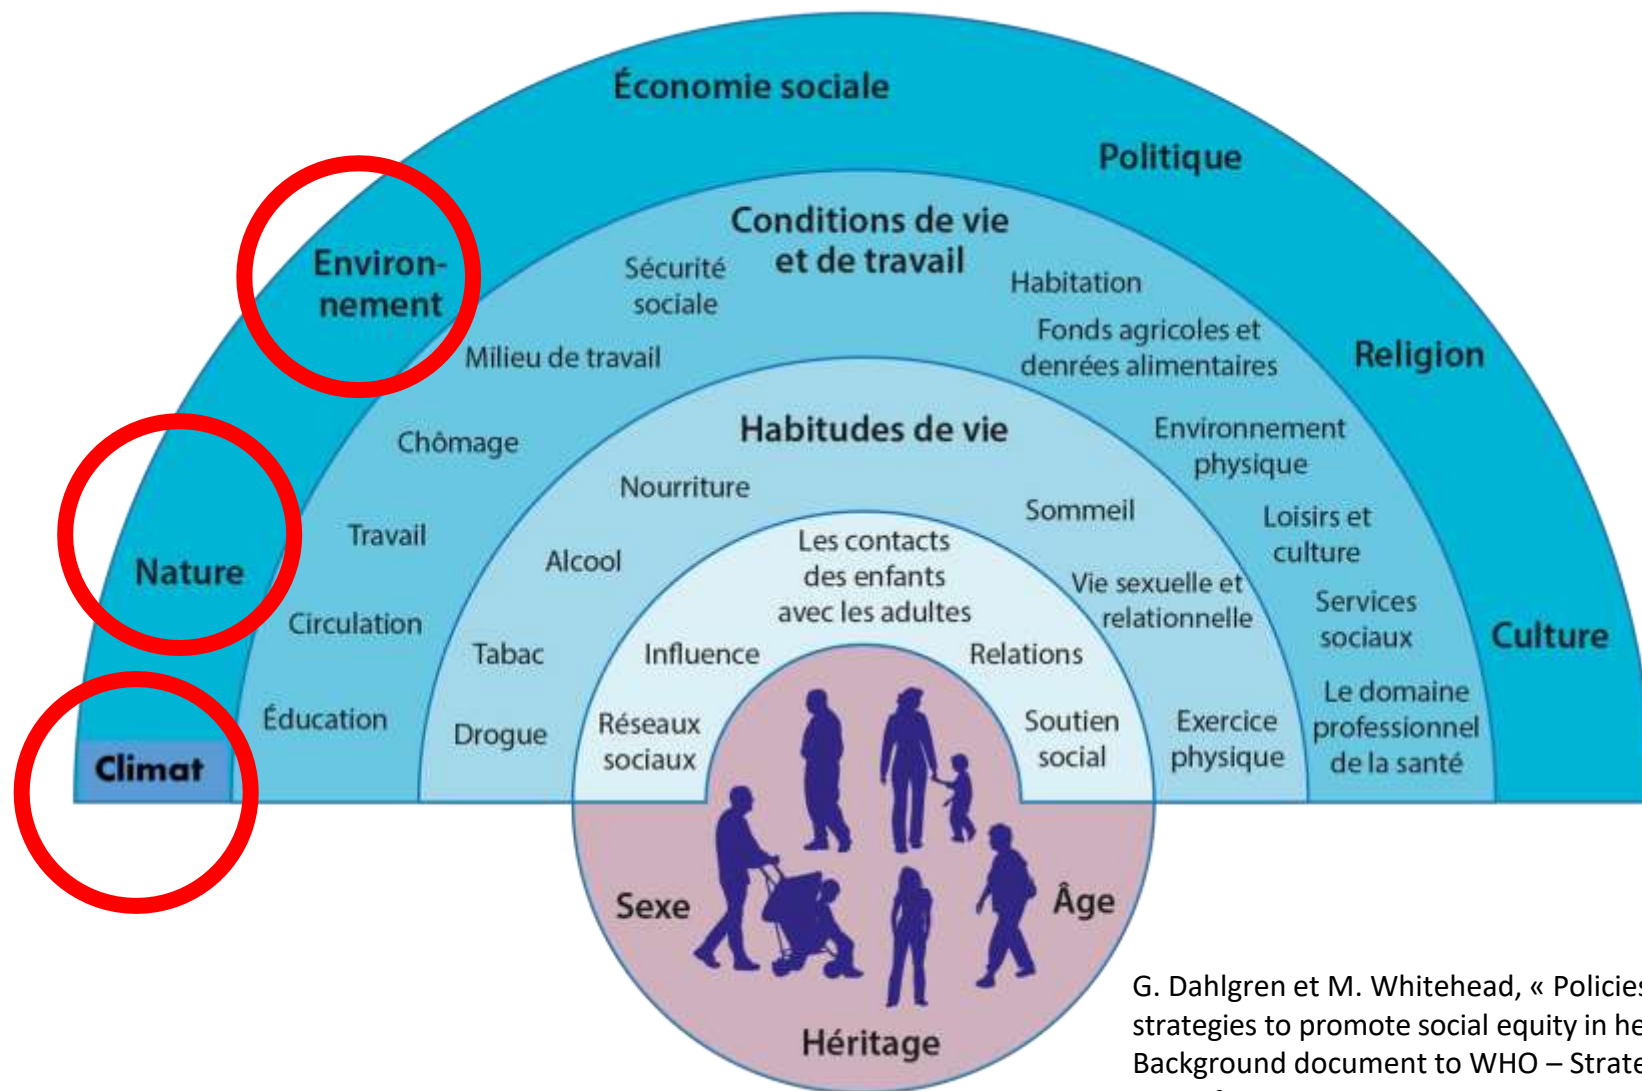 Économie sociale
Politique
Environ-
nement
Religion
Nature
Culture
Climat
Conditions de vie
et de travail
Sécurité
sociale
Habitation
Milieu de travail
Fonds agricoles et
denrées alimentaires
Chômage
Environnement
physique
Travail
Loisirs et
culture
Circulation
Services
sociaux
Éducation
Le domaine
professionnel
de la santé
Habitudes de vie
Nourriture
Sommeil
Alcool
Vie sexuelle et
relationnelle
Tabac
Drogue
Exercice
physique
Les contacts
des enfants
avec les adultes
Influence
Relations
Réseaux
sociaux
Soutien
social
Sexe
Âge
Héritage
G. Dahlgren et M. Whitehead, « Policies
strategies to promote social equity in he
Background document to WHO – Strate